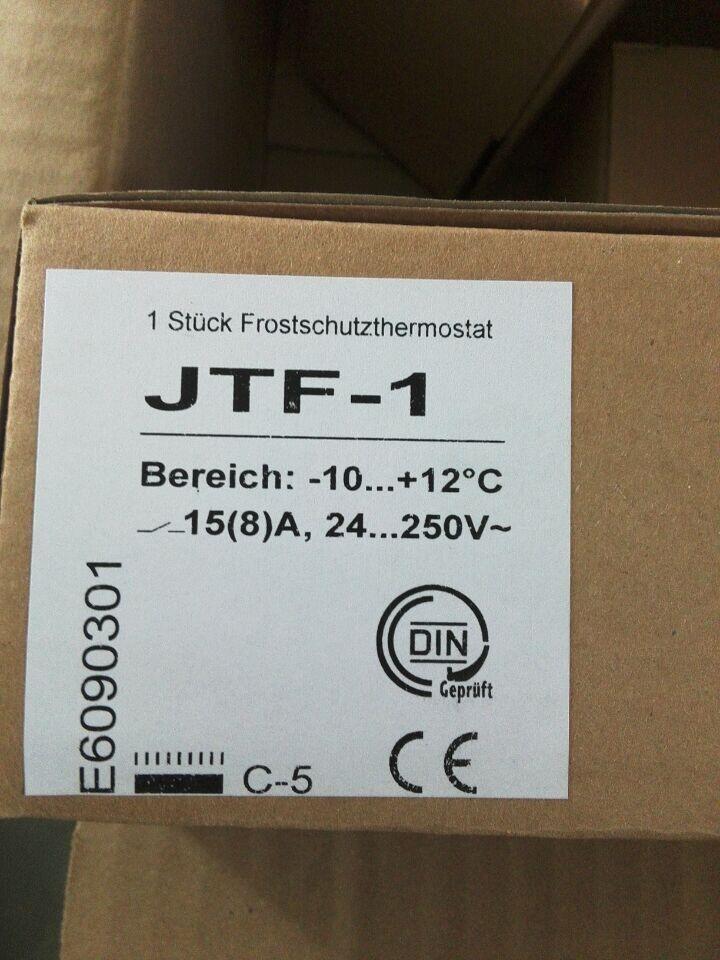 1 Stück Frostschutzthermostat
JTF-1
Bereich: -10...+12°C
15(8)A, 24...250V~
E6090301
DIN
Geprüft
C-5
CE